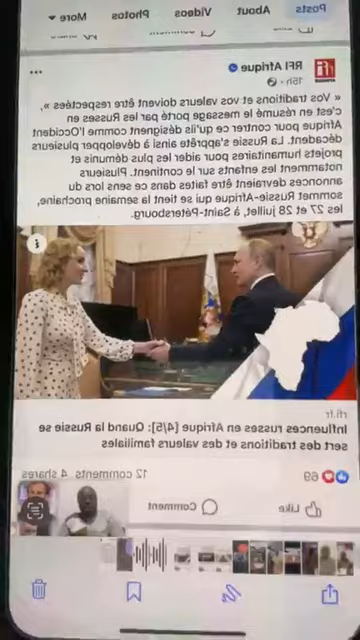 Posts About Videos Photos More
rfi
RFI Afrique
15h
« Vos traditions et vos valeurs doivent être respectées »,
c'est en résumé le message porté par les Russes en
Afrique pour contrer ce qu'ils désignent comme l'Occident
décadent. La Russie s'apprête ainsi à développer plusieurs
projets humanitaires pour aider les plus démunis et
notamment les enfants sur le continent. Plusieurs
annonces devraient être faites dans ce sens lors du
sommet Russie-Afrique qui se tient la semaine prochaine,
les 27 et 28 juillet, à Saint-Pétersbourg.
i
rfi.fr
Influences russes en Afrique [4/5]: Quand la Russie se
sert des traditions et des valeurs familiales
69
12 comments 4 shares
Like Comment